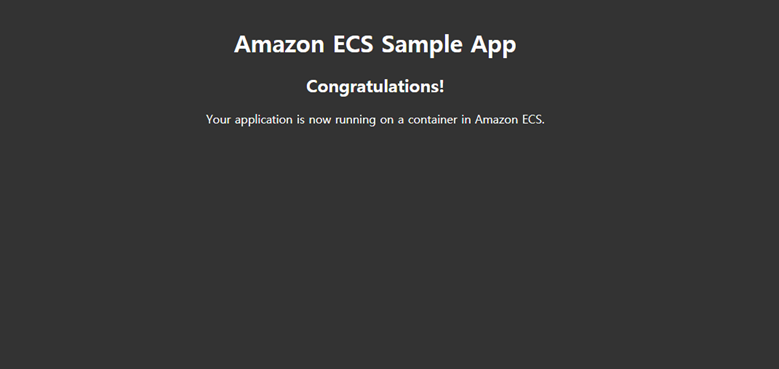 Amazon ECS Sample App
Congratulations!
Your application is now running on a container in Amazon ECS.